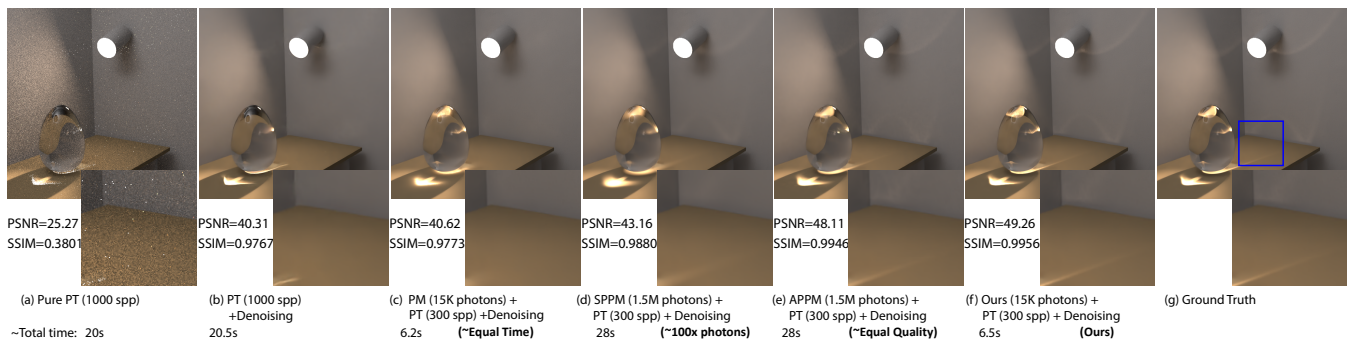 PSNR=25.27
SSIM=0.3801
PSNR=40.31
SSIM=0.9767
PSNR=40.62
SSIM=0.9773
PSNR=43.16
SSIM=0.9880
PSNR=48.11
SSIM=0.9946
PSNR=49.26
SSIM=0.9956
(a) Pure PT (1000 spp)
(b) PT (1000 spp)
+Denoising
(c) PM (15K photons) +
PT (300 spp) +Denoising
(d) SPPM (1.5M photons) +
PT (300 spp) + Denoising
(e) APPM (1.5M photons) +
PT (300 spp) + Denoising
(f) Ours (15K photons) +
PT (300 spp) + Denoising
(g) Ground Truth
~Total time: 20s
20.5s
6.2s (~Equal Time)
28s (~100x photons)
28s (~Equal Quality)
6.5s (Ours)